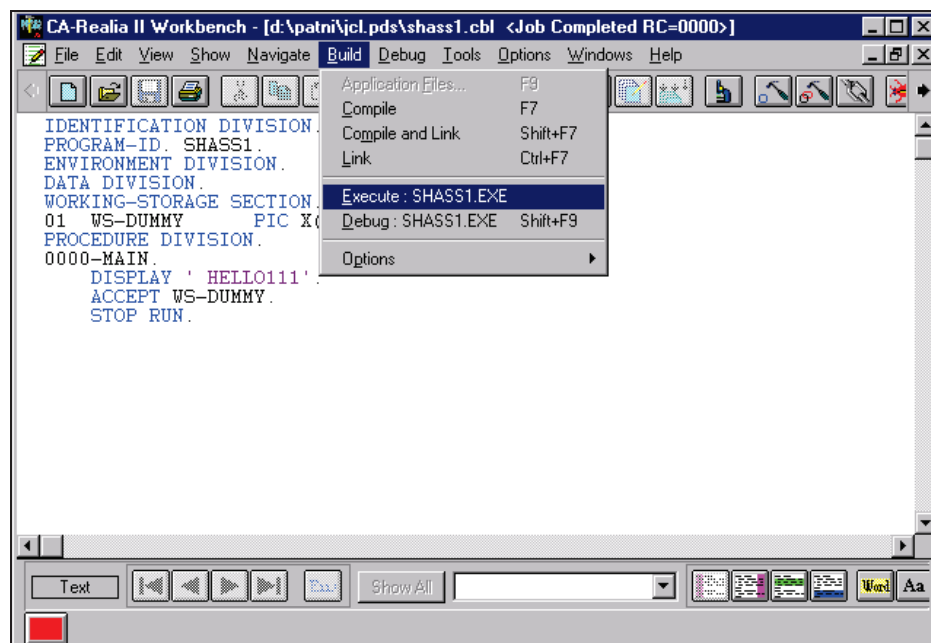 CA-Realia II Workbench - [d:\patni\jcl.pds\shass1.cbl <Job Completed RC=0000>]
File Edit View Show Navigate Build Debug Tools Options Windows Help
Application Files... F9
Compile F7
Compile and Link Shift+F7
Link Ctrl+F7
Execute : SHASS1.EXE
Debug : SHASS1.EXE Shift+F9
Options
IDENTIFICATION DIVISION.
PROGRAM-ID. SHASS1.
ENVIRONMENT DIVISION.
DATA DIVISION.
WORKING-STORAGE SECTION.
01 WS-DUMMY PIC X(
PROCEDURE DIVISION.
0000-MAIN.
DISPLAY ' HELLO111'.
ACCEPT WS-DUMMY.
STOP RUN.
Text Show All Word Aa